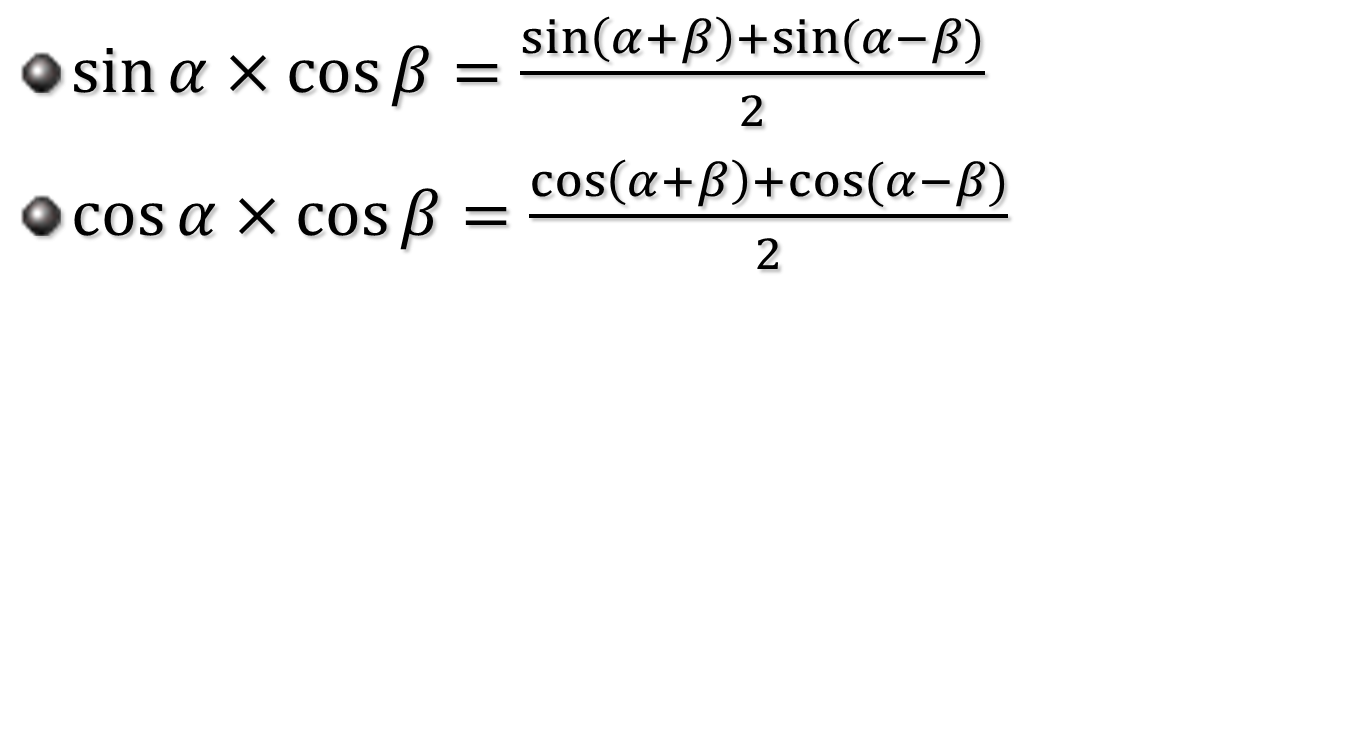 sin α × cos β = (sin(α+β)+sin(α−β))/2
cos α × cos β = (cos(α+β)+cos(α−β))/2